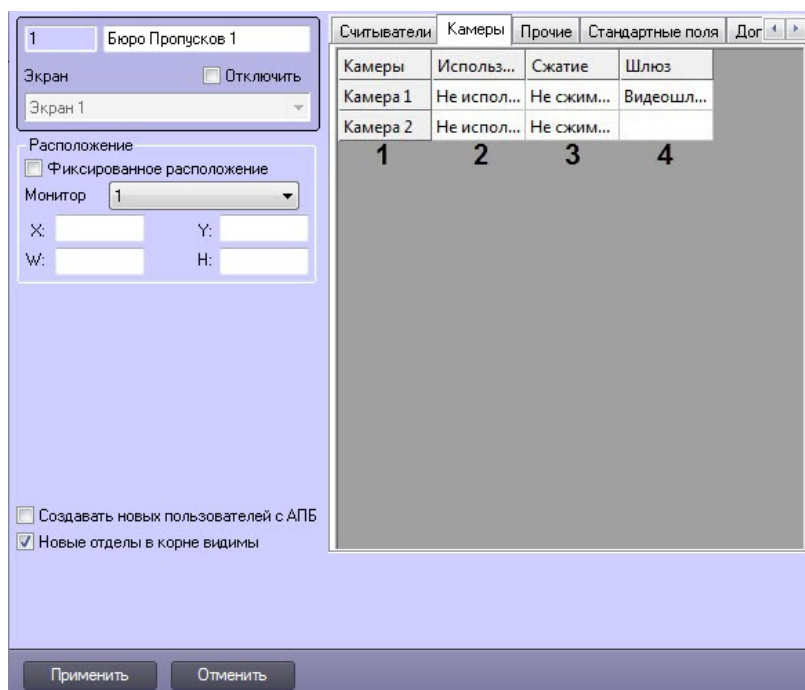 1 Бюро Пропусков 1
Экран Отключить
Экран 1
Расположение
Фиксированное расположение
Монитор 1
X: Y:
W: H:
Создавать новых пользователей с АПБ
Новые отделы в корне видимы
Считыватели Камеры Прочие Стандартные поля Доп
Камеры Использ... Сжатие Шлюз
Камера 1 Не испол... Не сжим... Видеошл...
Камера 2 Не испол... Не сжим...
1 2 3 4
Применить Отменить